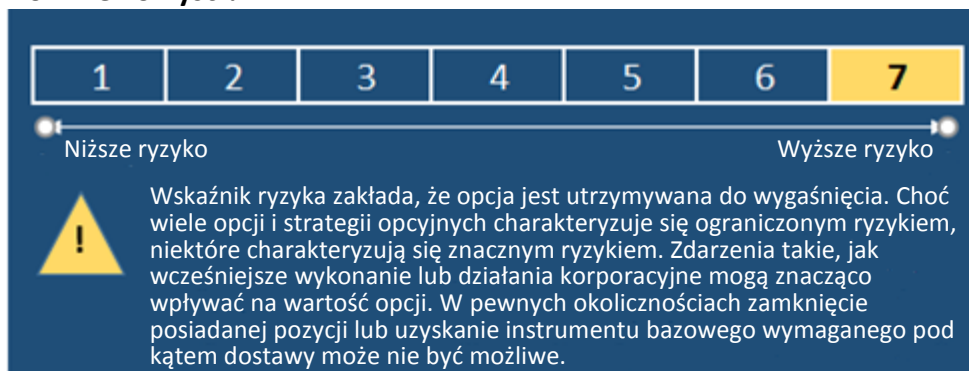 1 2 3 4 5 6 7
Niższe ryzyko Wyższe ryzyko
! Wskaźnik ryzyka zakłada, że opcja jest utrzymywana do wygaśnięcia. Choć
wiele opcji i strategii opcyjnych charakteryzuje się ograniczonym ryzykiem,
niektóre charakteryzują się znacznym ryzykiem. Zdarzenia takie, jak
wcześniejsze wykonanie lub działania korporacyjne mogą znacząco
wpływać na wartość opcji. W pewnych okolicznościach zamknięcie
posiadanej pozycji lub uzyskanie instrumentu bazowego wymaganego pod
kątem dostawy może nie być możliwe.